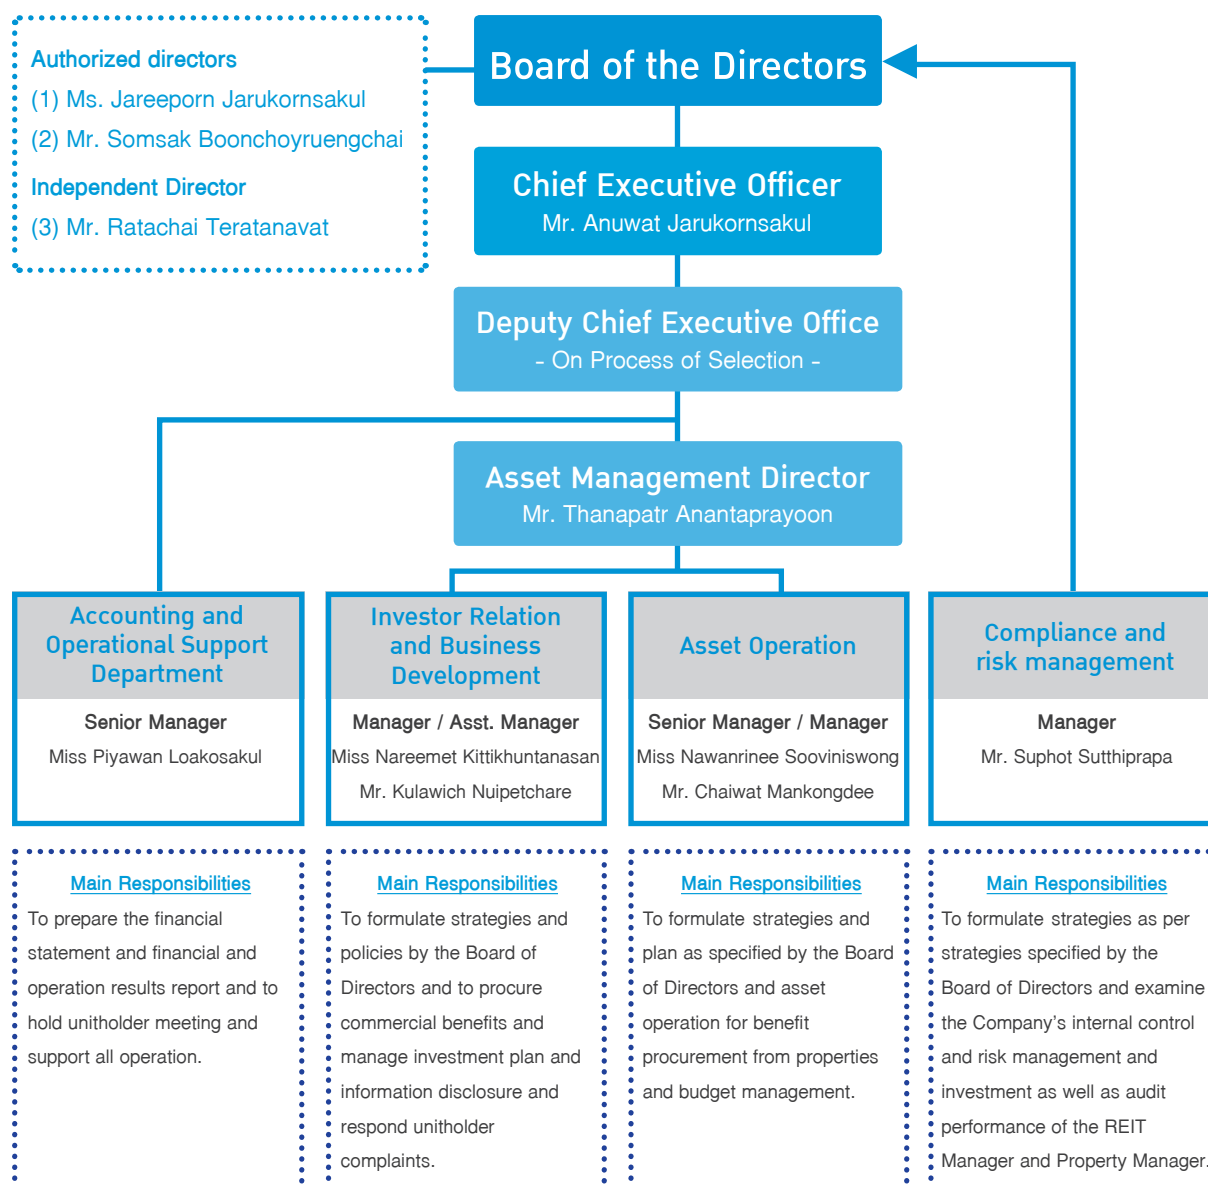 Authorized directors
(1) Ms. Jareeporn Jarukornsakul
(2) Mr. Somsak Boonchoyruengchai
Independent Director
(3) Mr. Ratachai Teratanavat
Board of the Directors
Chief Executive Officer
Mr. Anuwat Jarukornsakul
Deputy Chief Executive Office
- On Process of Selection -
Asset Management Director
Mr. Thanapatr Anantaprayoon
Accounting and
Operational Support
Department
Senior Manager
Miss Piyawan Loakosakul
Investor Relation
and Business
Development
Manager / Asst. Manager
Miss Nareemet Kittikhuntanasan
Mr. Kulawich Nuipetchare
Asset Operation
Senior Manager / Manager
Miss Nawanrinee Sooviniswong
Mr. Chaiwat Mankongdee
Compliance and
risk management
Manager
Mr. Suphot Sutthiprapa
Main Responsibilities
To prepare the financial
statement and financial and
operation results report and to
hold unitholder meeting and
support all operation.
Main Responsibilities
To formulate strategies and
policies by the Board of
Directors and to procure
commercial benefits and
manage investment plan and
information disclosure and
respond unitholder
complaints.
Main Responsibilities
To formulate strategies and
plan as specified by the Board
of Directors and asset
operation for benefit
procurement from properties
and budget management.
Main Responsibilities
To formulate strategies as per
strategies specified by the
Board of Directors and examine
the Company's internal control
and risk management and
investment as well as audit
performance of the REIT
Manager and Property Manager.